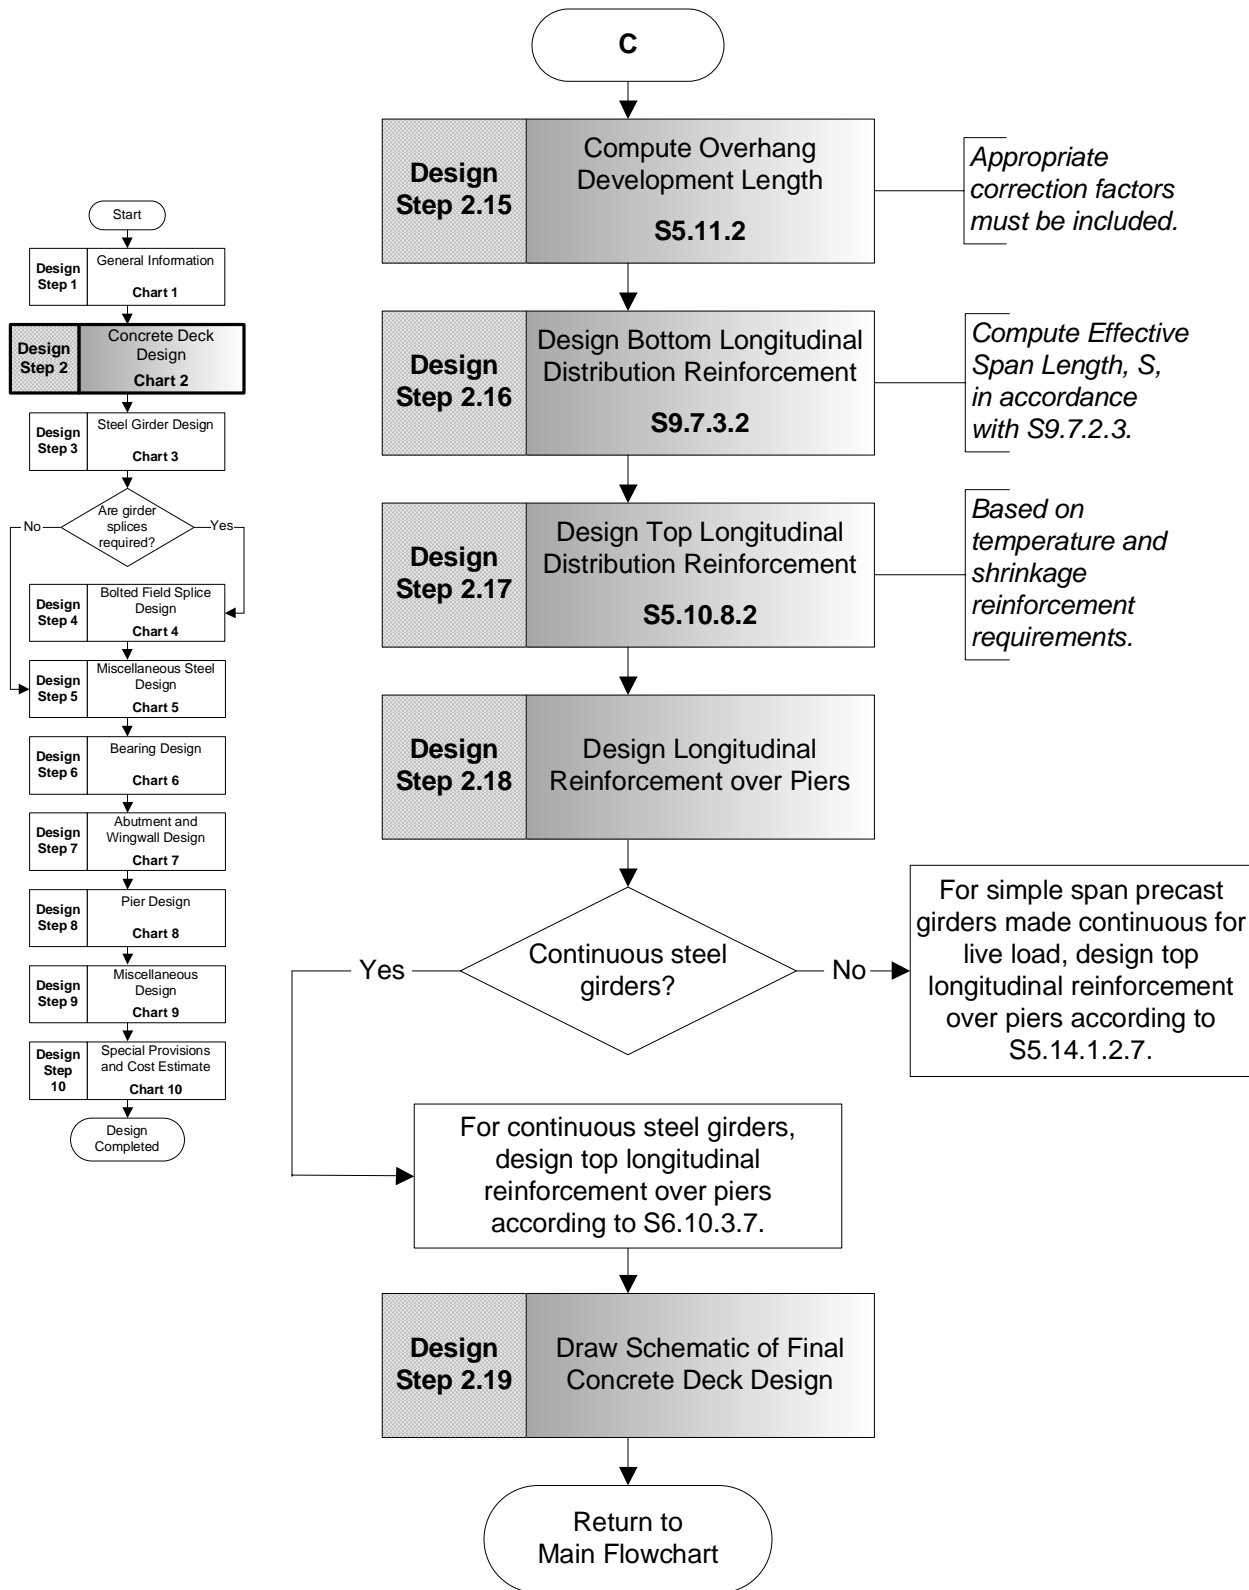 Start
Design
Step 1
General Information
Chart 1
Design
Step 2
Concrete Deck
Design
Chart 2
Design
Step 3
Steel Girder Design
Chart 3
No
Are girder
splices
required?
Yes
Design
Step 4
Bolted Field Splice
Design
Chart 4
Design
Step 5
Miscellaneous Steel
Design
Chart 5
Design
Step 6
Bearing Design
Chart 6
Design
Step 7
Abutment and
Wingwall Design
Chart 7
Design
Step 8
Pier Design
Chart 8
Design
Step 9
Miscellaneous
Design
Chart 9
Design
Step
10
Special Provisions
and Cost Estimate
Chart 10
Design
Completed
C
Design
Step 2.15
Compute Overhang
Development Length
S5.11.2
Appropriate
correction factors
must be included.
Design
Step 2.16
Design Bottom Longitudinal
Distribution Reinforcement
S9.7.3.2
Compute Effective
Span Length, S,
in accordance
with S9.7.2.3.
Design
Step 2.17
Design Top Longitudinal
Distribution Reinforcement
S5.10.8.2
Based on
temperature and
shrinkage
reinforcement
requirements.
Design
Step 2.18
Design Longitudinal
Reinforcement over Piers
Yes
Continuous steel
girders?
No
For simple span precast
girders made continuous for
live load, design top
longitudinal reinforcement
over piers according to
S5.14.1.2.7.
For continuous steel girders,
design top longitudinal
reinforcement over piers
according to S6.10.3.7.
Design
Step 2.19
Draw Schematic of Final
Concrete Deck Design
Return to
Main Flowchart